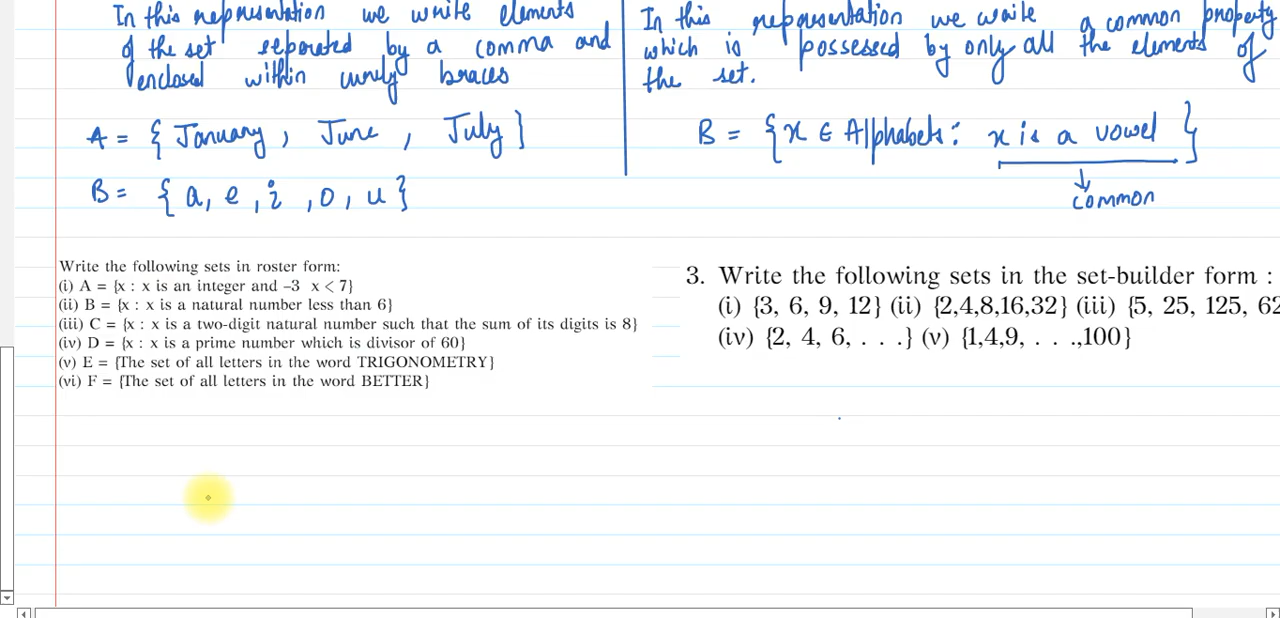 In this representation we write elements
of the set separated by a comma and
enclosed within curely braces
A = { January, June, July }
B = { a, e, i, o, u }
In this representation we write a common property
which is possessed by only all the elements of
the set.
B = { x ∈ Alphabets : x is a vowel }
common
Write the following sets in roster form:
(i) A = {x : x is an integer and –3 x < 7}
(ii) B = {x : x is a natural number less than 6}
(iii) C = {x : x is a two-digit natural number such that the sum of its digits is 8}
(iv) D = {x : x is a prime number which is divisor of 60}
(v) E = {The set of all letters in the word TRIGONOMETRY}
(vi) F = {The set of all letters in the word BETTER}
3. Write the following sets in the set-builder form :
(i) {3, 6, 9, 12} (ii) {2,4,8,16,32} (iii) {5, 25, 125, 62
(iv) {2, 4, 6, . . .} (v) {1,4,9, . . .,100}